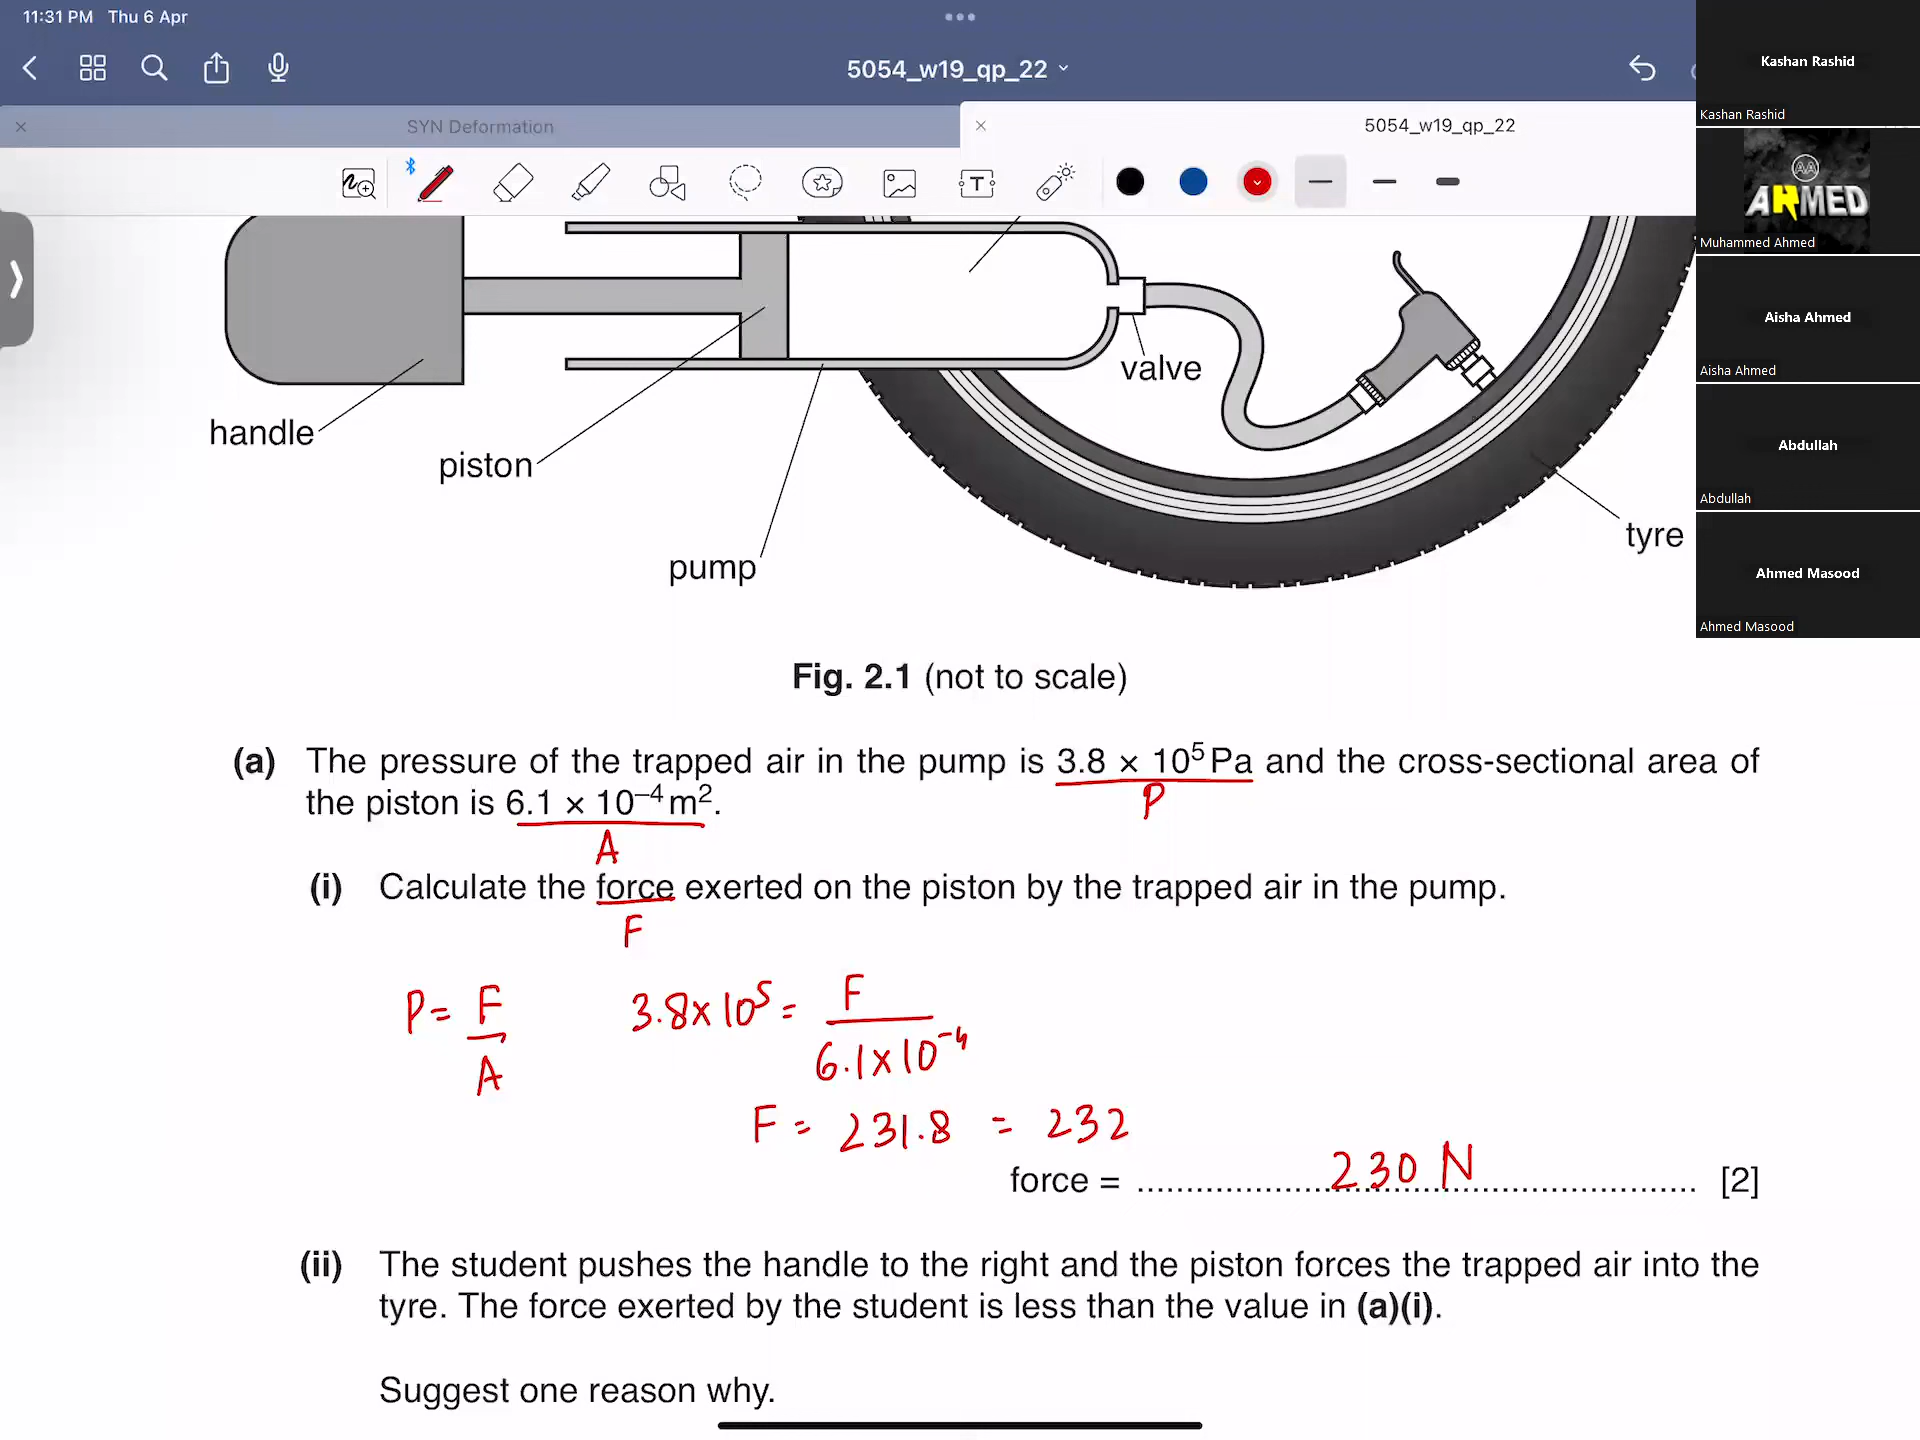 11:31 PM Thu 6 Apr
5054_w19_qp_22
SYN Deformation
5054_w19_qp_22
T
Kashan Rashid
Kashan Rashid
AA
ARMED
Muhammed Ahmed
Aisha Ahmed
Aisha Ahmed
Abdullah
Abdullah
Ahmed Masood
Ahmed Masood
valve
handle
piston
pump
tyre
Fig. 2.1 (not to scale)
(a) The pressure of the trapped air in the pump is 3.8 × 10⁵ Pa and the cross-sectional area of
P
the piston is 6.1 × 10⁻⁴ m².
A
(i) Calculate the force exerted on the piston by the trapped air in the pump.
F
P = F/A 3.8 × 10⁵ = F/6.1 × 10⁻⁴
F = 231.8 = 232
force = 230 N [2]
(ii) The student pushes the handle to the right and the piston forces the trapped air into the
tyre. The force exerted by the student is less than the value in (a)(i).
Suggest one reason why.